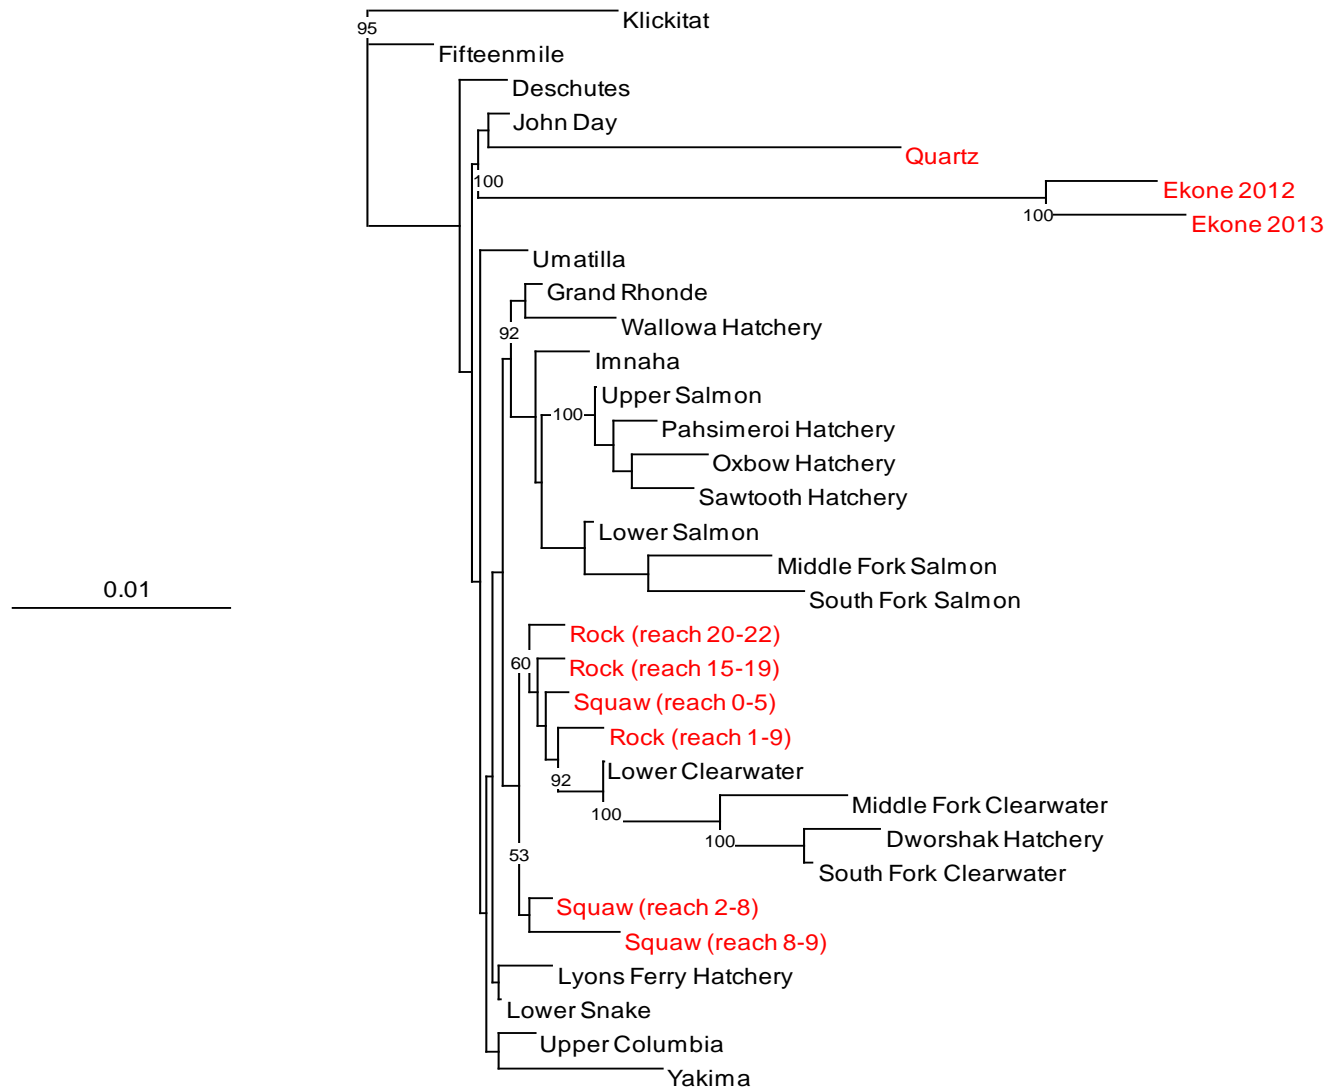 Klickitat
95
Fifteenmile
Deschutes
John Day
Quartz
100
Ekone 2012
100
Ekone 2013
Umatilla
Grand Rhonde
Wallowa Hatchery
92
Imnaha
Upper Salmon
100
Pahsimeroi Hatchery
Oxbow Hatchery
Sawtooth Hatchery
Lower Salmon
Middle Fork Salmon
0.01
South Fork Salmon
Rock (reach 20-22)
60
Rock (reach 15-19)
Squaw (reach 0-5)
Rock (reach 1-9)
Lower Clearwater
92
Middle Fork Clearwater
100
Dworshak Hatchery
100
53
South Fork Clearwater
Squaw (reach 2-8)
Squaw (reach 8-9)
Lyons Ferry Hatchery
Lower Snake
Upper Columbia
Yakima